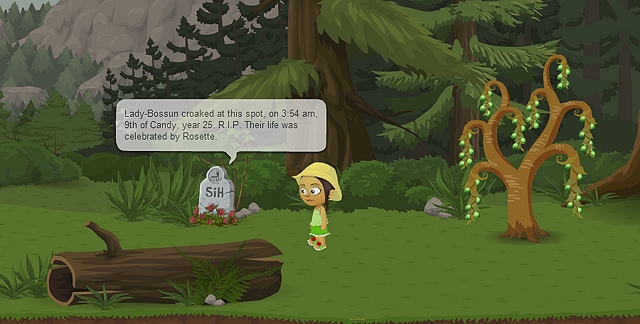 Lady-Bossun croaked at this spot, on 3:54 am,
9th of Candy, year 25. R.I.P. Their life was
celebrated by Rosette.
SiH